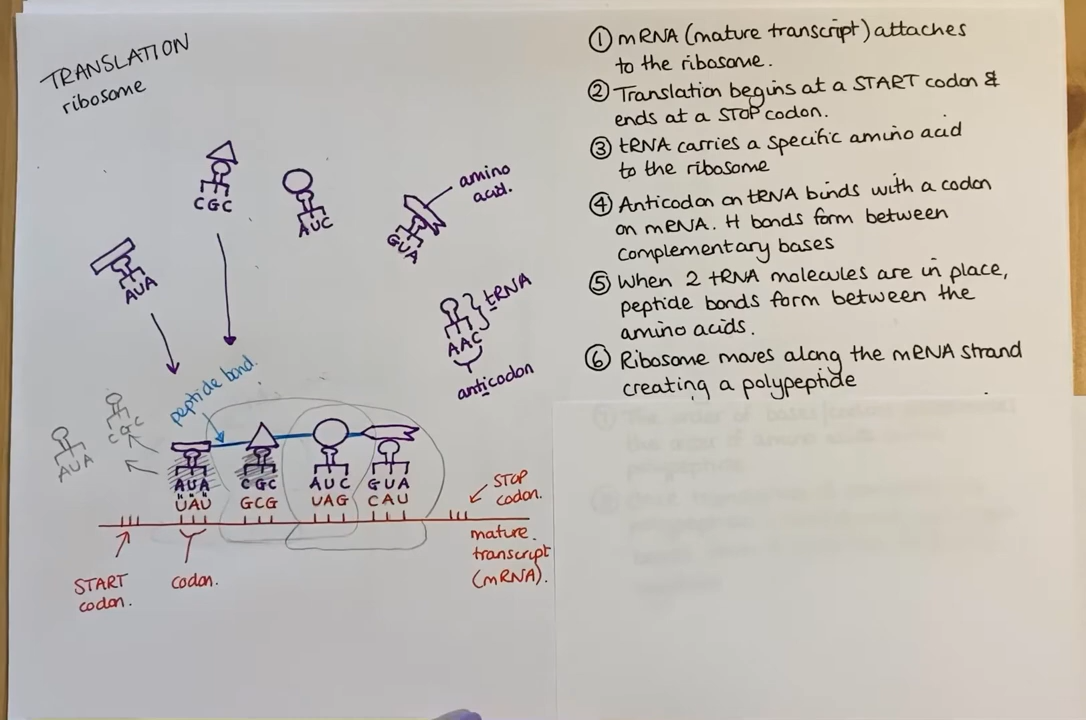 TRANSLATION
ribosome
CGC
AUC
amino
acid.
GUA
AUA
tRNA
AAC
anticodon
peptide bond.
CGC
AUA
AUA CGC AUC GUA
UAU GCG UAG CAU
STOP
codon.
START
codon.
codon.
mature
transcript
(mRNA).
① mRNA (mature transcript) attaches
to the ribosome.
② Translation begins at a START codon &
ends at a STOP codon.
③ tRNA carries a specific amino acid
to the ribosome
④ Anticodon on tRNA binds with a codon
on mRNA. H bonds form between
complementary bases
⑤ When 2 tRNA molecules are in place,
peptide bonds form between the
amino acids.
⑥ Ribosome moves along the mRNA strand
creating a polypeptide